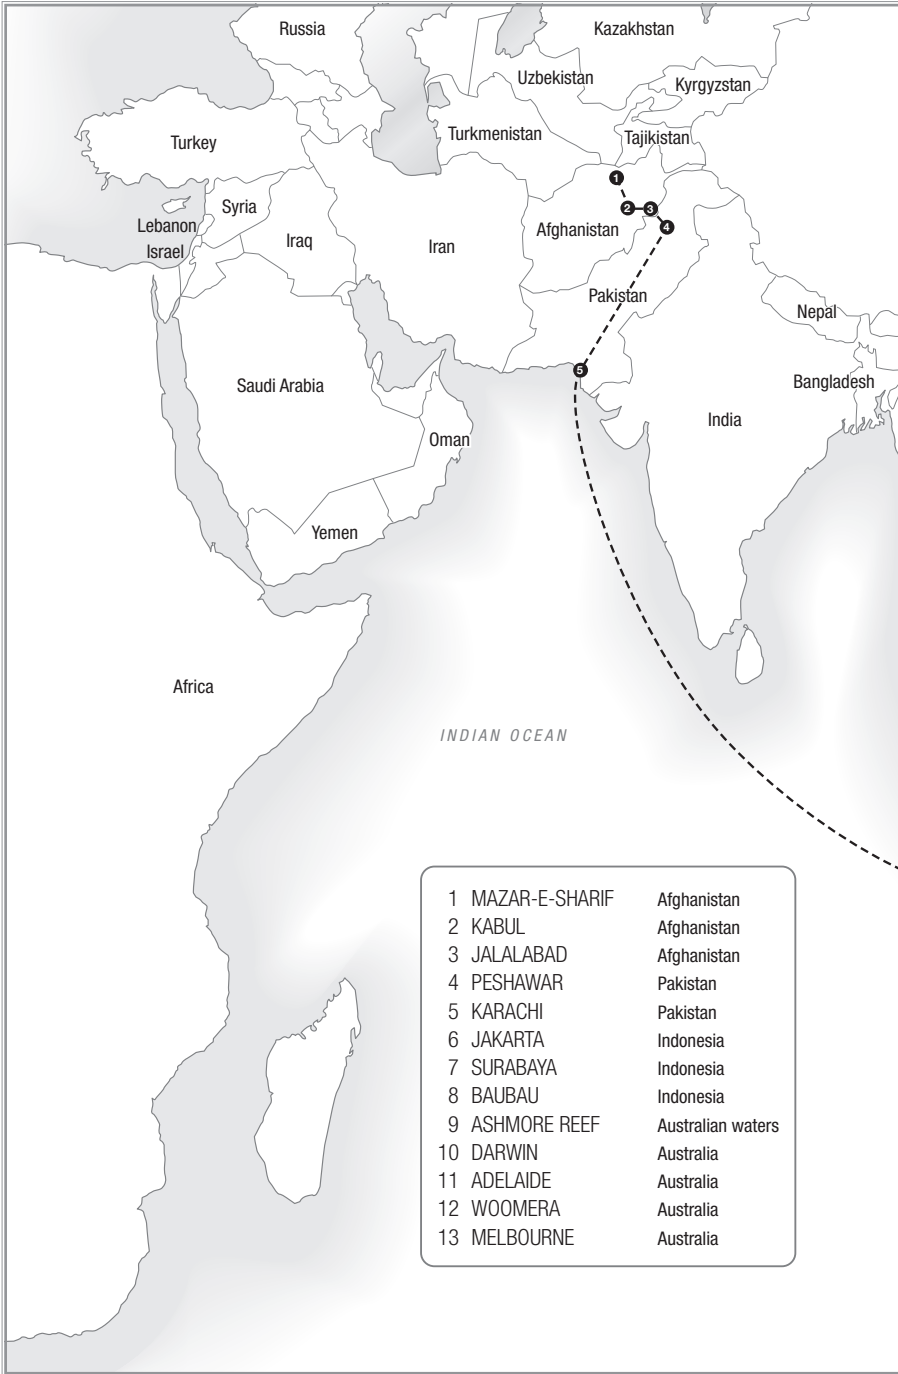 Russia
Kazakhstan
Uzbekistan
Kyrgyzstan
Turkmenistan
Tajikistan
Turkey
Syria
Lebanon
Israel
Iraq
Iran
Afghanistan
Pakistan
Nepal
Saudi Arabia
Bangladesh
India
Oman
Yemen
Africa
INDIAN OCEAN
1
2
3
4
5
1 MAZAR-E-SHARIF Afghanistan
2 KABUL Afghanistan
3 JALALABAD Afghanistan
4 PESHAWAR Pakistan
5 KARACHI Pakistan
6 JAKARTA Indonesia
7 SURABAYA Indonesia
8 BAUBAU Indonesia
9 ASHMORE REEF Australian waters
10 DARWIN Australia
11 ADELAIDE Australia
12 WOOMERA Australia
13 MELBOURNE Australia